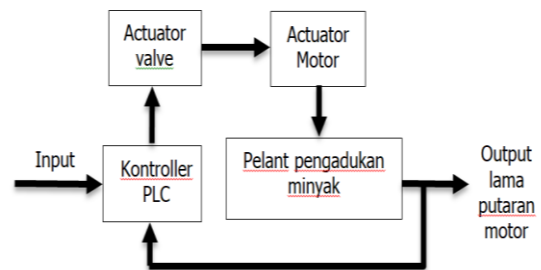 Actuator
valve
Actuator
Motor
Input
Kontroller
PLC
Pelant pengadukan
minyak
Output
lama
putaran
motor